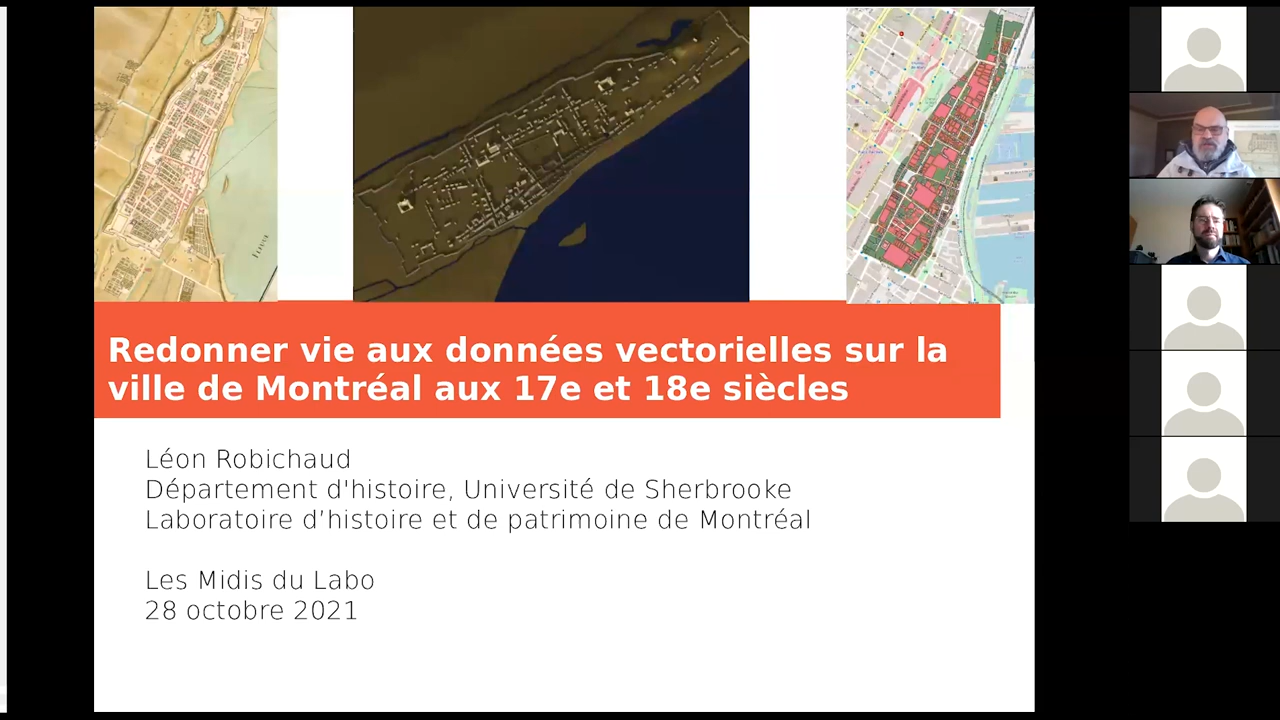 Redonner vie aux données vectorielles sur la
ville de Montréal aux 17e et 18e siècles
Léon Robichaud
Département d'histoire, Université de Sherbrooke
Laboratoire d’histoire et de patrimoine de Montréal
Les Midis du Labo
28 octobre 2021